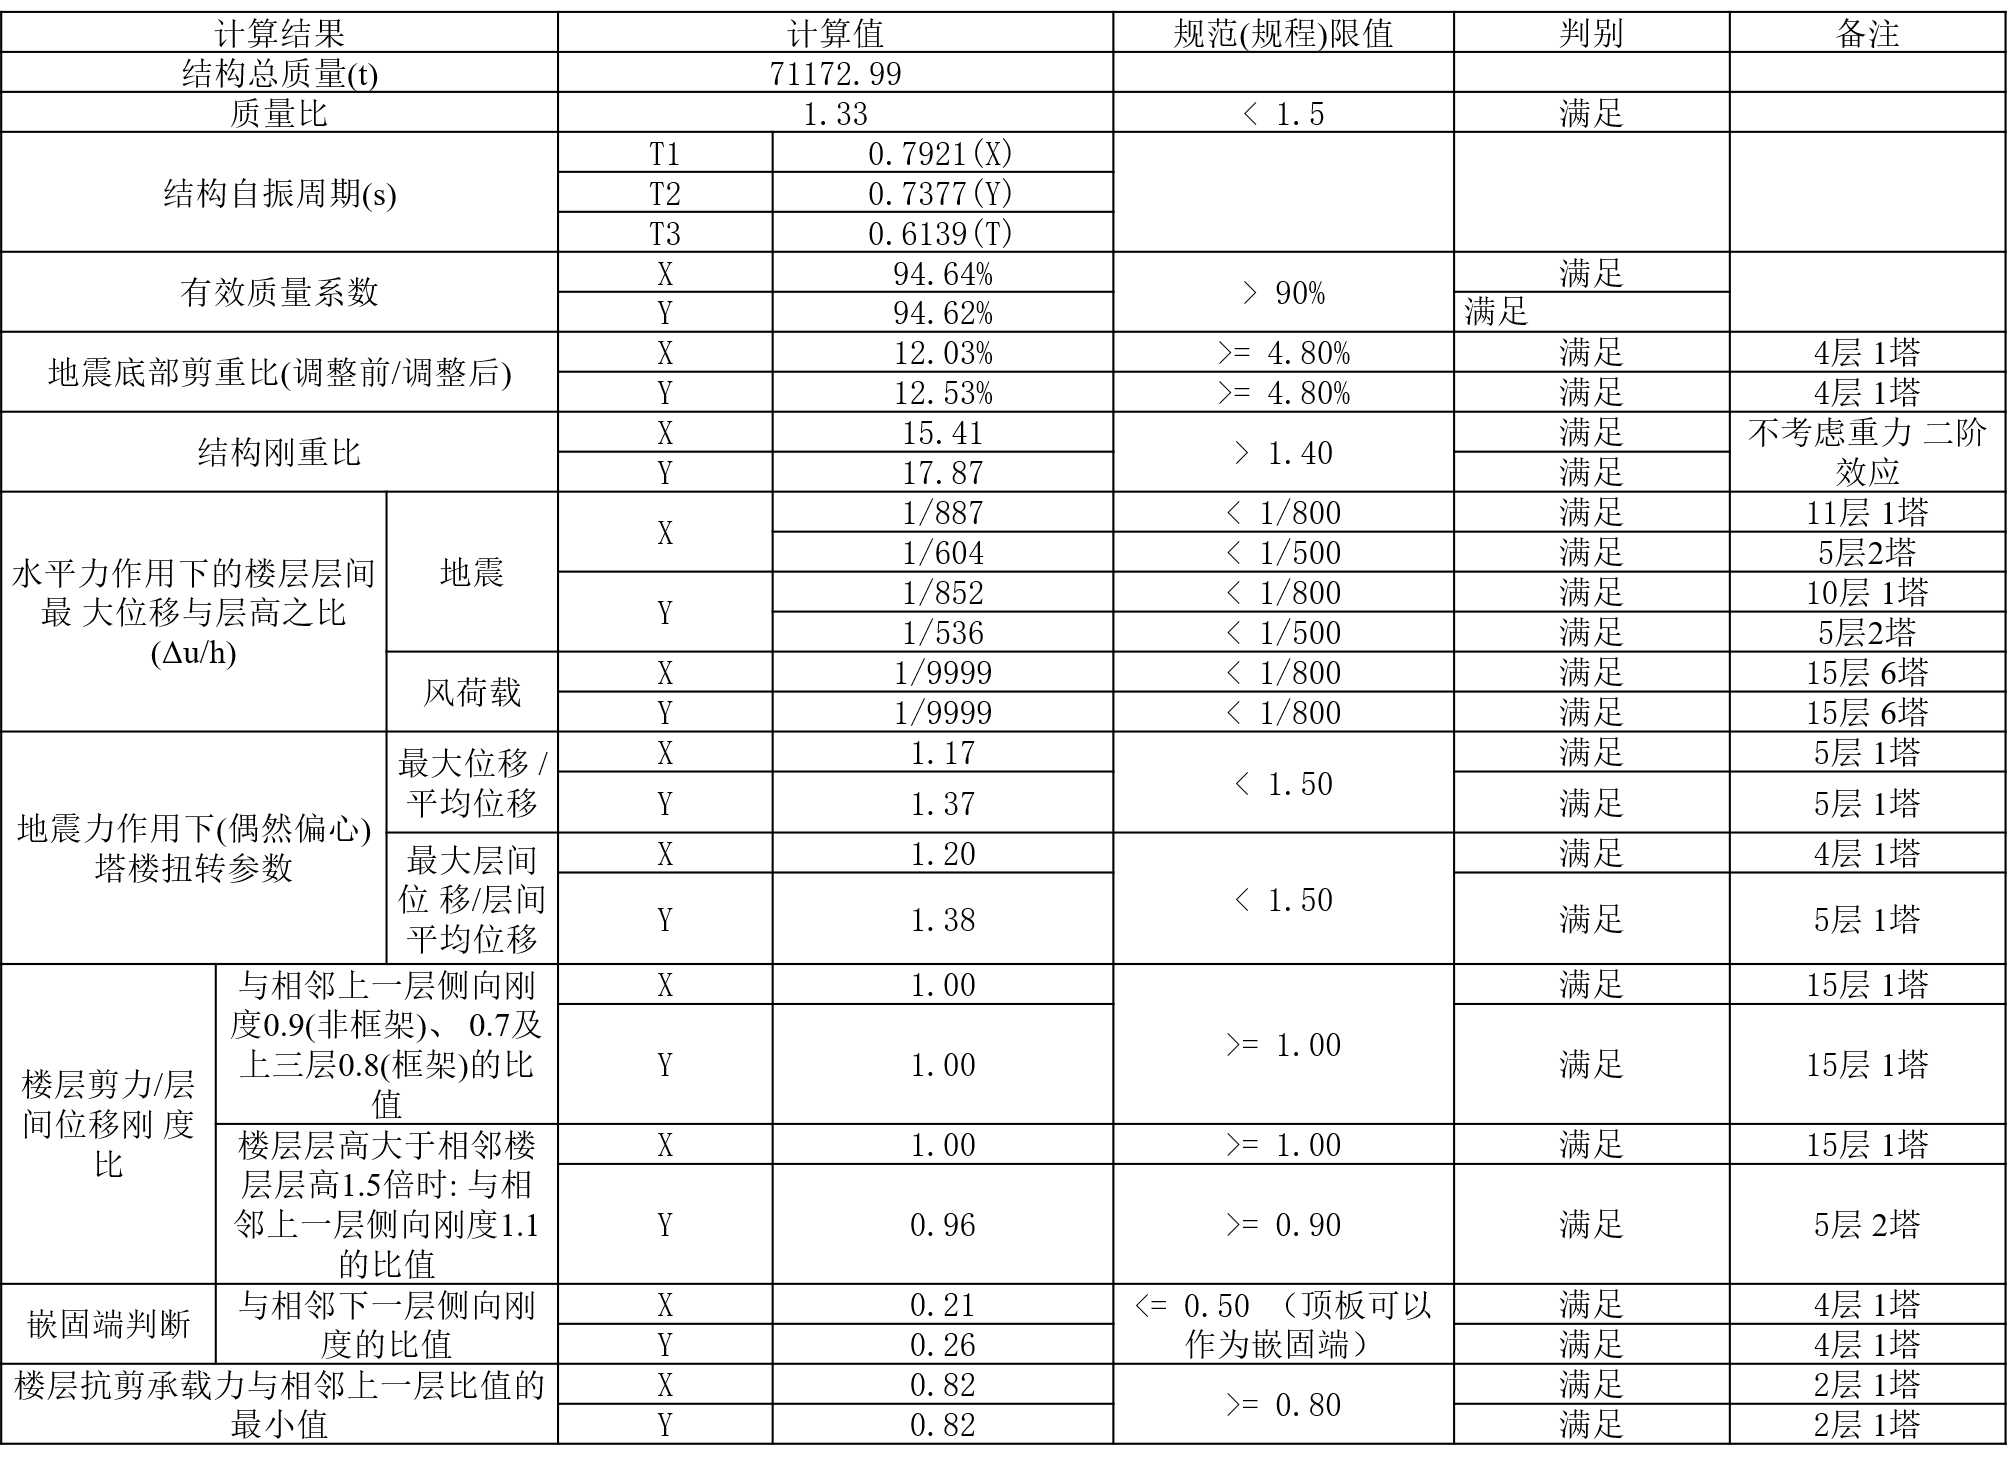 计算结果 计算值 规范(规程)限值 判别 备注
结构总质量(t) 71172.99
质量比 1.33 < 1.5 满足
结构自振周期(s) T1 0.7921(X)
T2 0.7377(Y)
T3 0.6139(T)
有效质量系数 X 94.64% > 90% 满足
Y 94.62% 满足
地震底部剪重比(调整前/调整后) X 12.03% >= 4.80% 满足 4层 1塔
Y 12.53% >= 4.80% 满足 4层 1塔
结构刚重比 X 15.41 > 1.40 满足 不考虑重力 二阶
Y 17.87 满足 效应
水平力作用下的楼层层间
最 大位移与层高之比
(Δu/h)
地震 X 1/887 < 1/800 满足 11层 1塔
1/604 < 1/500 满足 5层2塔
Y 1/852 < 1/800 满足 10层 1塔
1/536 < 1/500 满足 5层2塔
风荷载 X 1/9999 < 1/800 满足 15层 6塔
Y 1/9999 < 1/800 满足 15层 6塔
地震力作用下(偶然偏心)
塔楼扭转参数
最大位移 /
平均位移
X 1.17 < 1.50 满足 5层 1塔
Y 1.37 满足 5层 1塔
最大层间
位 移/层间
平均位移
X 1.20 < 1.50 满足 4层 1塔
Y 1.38 满足 5层 1塔
楼层剪力/层
间位移刚 度
比
与相邻上一层侧向刚
度0.9(非框架)、 0.7及
上三层0.8(框架)的比
值
X 1.00 >= 1.00 满足 15层 1塔
Y 1.00 满足 15层 1塔
楼层层高大于相邻楼
层层高1.5倍时: 与相
邻上一层侧向刚度1.1
的比值
X 1.00 >= 1.00 满足 15层 1塔
Y 0.96 >= 0.90 满足 5层 2塔
嵌固端判断
与相邻下一层侧向刚
度的比值
X 0.21 <= 0.50 （顶板可以 满足 4层 1塔
Y 0.26 作为嵌固端） 满足 4层 1塔
楼层抗剪承载力与相邻上一层比值的
最小值
X 0.82 >= 0.80 满足 2层 1塔
Y 0.82 满足 2层 1塔